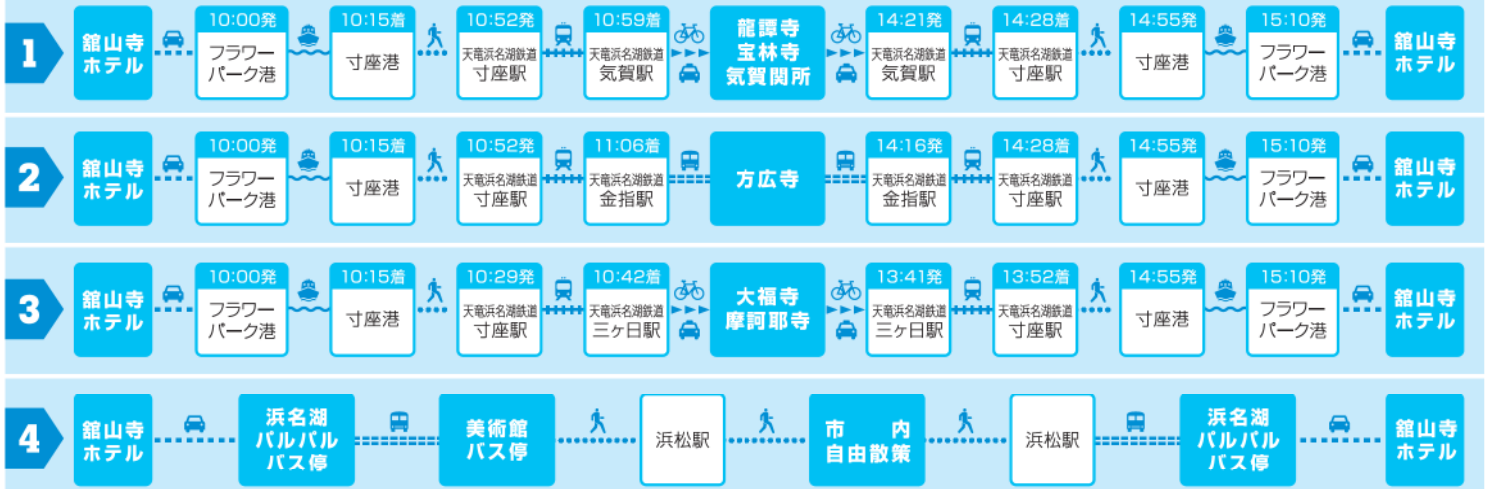 1
舘山寺
ホテル
10:00発
フラワー
パーク港
10:15着
寸座港
10:52発
天竜浜名湖鉄道
寸座駅
10:59着
天竜浜名湖鉄道
気賀駅
龍潭寺
宝林寺
気賀関所
14:21発
天竜浜名湖鉄道
気賀駅
14:28着
天竜浜名湖鉄道
寸座駅
14:55発
寸座港
15:10発
フラワー
パーク港
舘山寺
ホテル
2
舘山寺
ホテル
10:00発
フラワー
パーク港
10:15着
寸座港
10:52発
天竜浜名湖鉄道
寸座駅
11:06着
天竜浜名湖鉄道
金指駅
方広寺
14:16発
天竜浜名湖鉄道
金指駅
14:28着
天竜浜名湖鉄道
寸座駅
14:55発
寸座港
15:10発
フラワー
パーク港
舘山寺
ホテル
3
舘山寺
ホテル
10:00発
フラワー
パーク港
10:15着
寸座港
10:29発
天竜浜名湖鉄道
寸座駅
10:42着
天竜浜名湖鉄道
三ヶ日駅
大福寺
摩訶耶寺
13:41発
天竜浜名湖鉄道
三ヶ日駅
13:52着
天竜浜名湖鉄道
寸座駅
14:55発
寸座港
15:10発
フラワー
パーク港
舘山寺
ホテル
4
舘山寺
ホテル
浜名湖
パルパル
バス停
美術館
バス停
浜松駅
市 内
自由散策
浜松駅
浜名湖
パルパル
バス停
舘山寺
ホテル